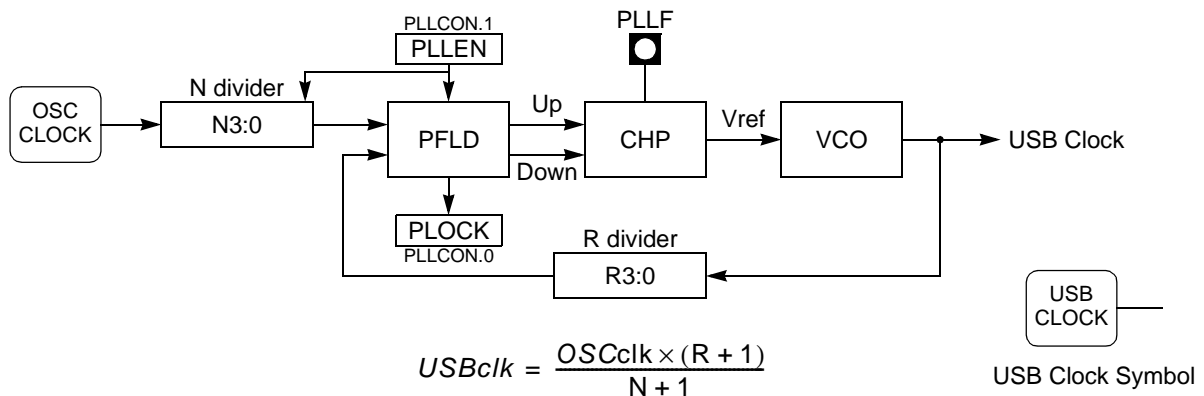 PLLCON.1
PLLEN
PLLF
N divider
OSC
CLOCK
N3:0
PFLD
Up
Down
CHP
Vref
VCO
USB Clock
PLOCK
PLLCON.0
R divider
R3:0
USB
CLOCK
USB Clock Symbol
USBclk = OSCclk × (R + 1)
N + 1